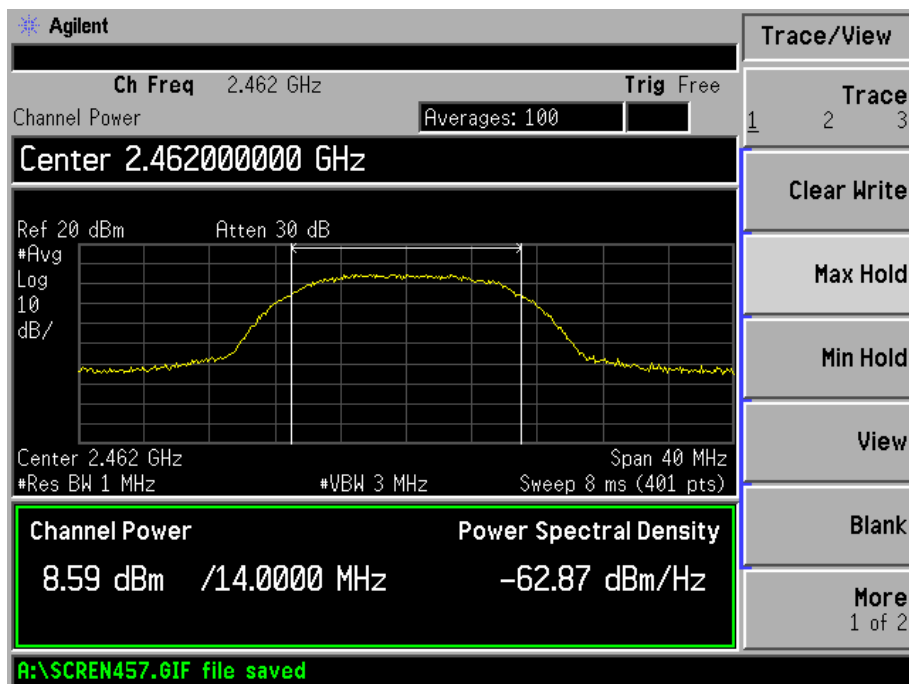 Agilent
Ch Freq 2.462 GHz Trig Free
Channel Power Averages: 100
Center 2.462000000 GHz
Ref 20 dBm Atten 30 dB
#Avg
Log
10
dB/
Center 2.462 GHz Span 40 MHz
#Res BW 1 MHz #VBW 3 MHz Sweep 8 ms (401 pts)
Channel Power Power Spectral Density
8.59 dBm /14.0000 MHz -62.87 dBm/Hz
A:\SCREN457.GIF file saved
Trace/View
Trace
1 2 3
Clear Write
Max Hold
Min Hold
View
Blank
More
1 of 2